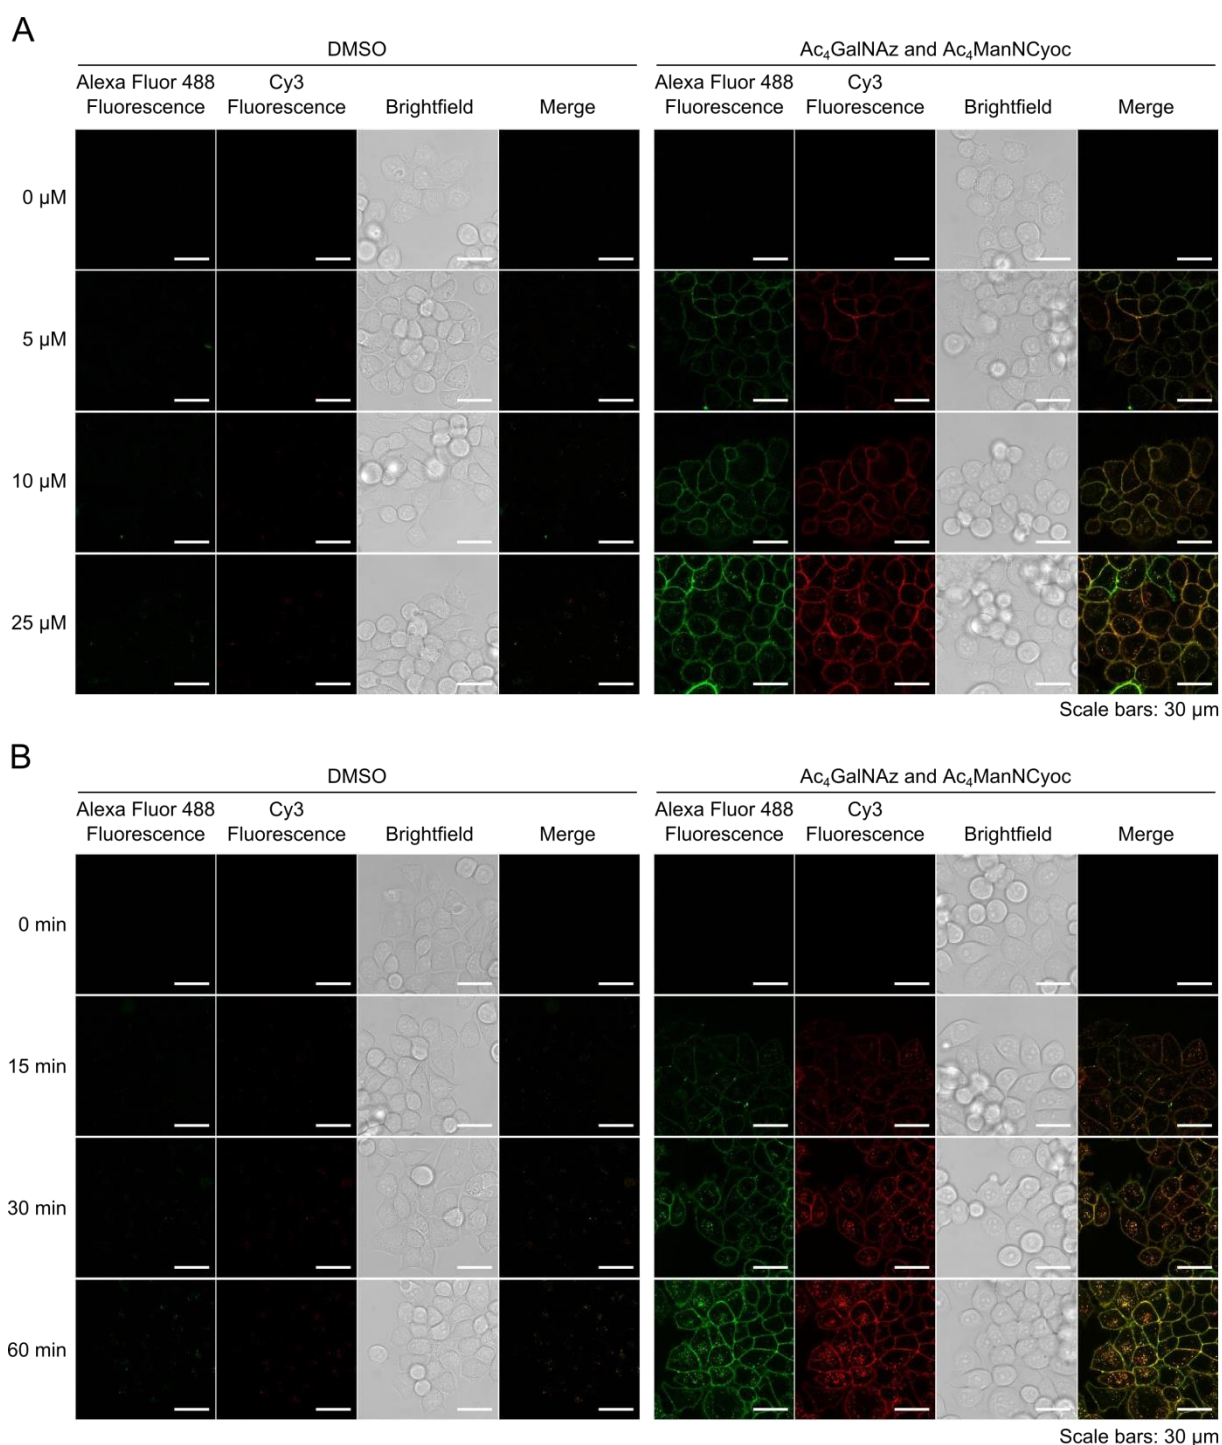 A
DMSO
Ac₄GalNAz and Ac₄ManNCyoc
Alexa Fluor 488 Fluorescence
Cy3 Fluorescence
Brightfield
Merge
Alexa Fluor 488 Fluorescence
Cy3 Fluorescence
Brightfield
Merge
0 µM
5 µM
10 µM
25 µM
Scale bars: 30 µm
B
DMSO
Ac₄GalNAz and Ac₄ManNCyoc
Alexa Fluor 488 Fluorescence
Cy3 Fluorescence
Brightfield
Merge
Alexa Fluor 488 Fluorescence
Cy3 Fluorescence
Brightfield
Merge
0 min
15 min
30 min
60 min
Scale bars: 30 µm